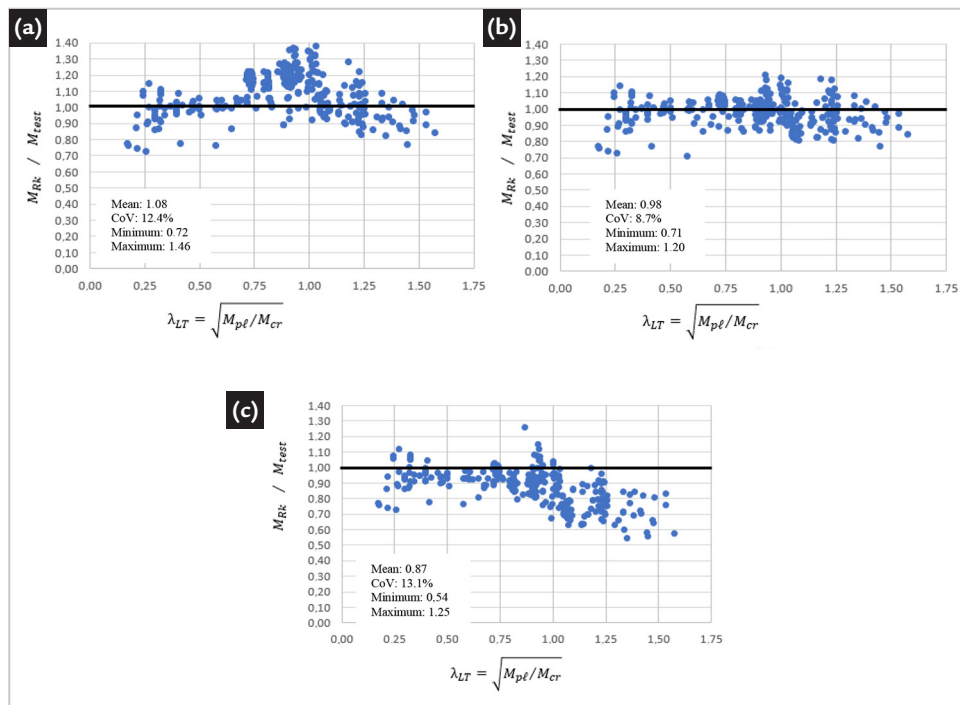 (a)
1.40
1.30
1.20
1.10
1.00
0.90
0.80
0,70
0,60
0,50
0,40
0,30
0,20
0,10
0,00
M_Rk / M_test
Mean: 1.08
CoV: 12.4%
Minimum: 0.72
Maximum: 1.46
0,00 0,25 0,50 0,75 1,00 1,25 1,50 1,75
λ_LT = √M_pℓ/M_cr
(b)
1.40
1.30
1.20
1.10
1.00
0.90
0.80
0,70
0,60
0,50
0,40
0,30
0,20
0,10
0,00
M_Rk / M_test
Mean: 0.98
CoV: 8.7%
Minimum: 0.71
Maximum: 1.20
0,00 0,25 0,50 0,75 1,00 1,25 1,50 1,75
λ_LT = √M_pℓ/M_cr
(c)
1.40
1.30
1.20
1.10
1.00
0.90
0.80
0,70
0,60
0,50
0,40
0,30
0,20
0,10
0,00
M_Rk / M_test
Mean: 0.87
CoV: 13.1%
Minimum: 0,54
Maximum: 1.25
0,00 0,25 0,50 0,75 1,00 1,25 1,50 1,75
λ_LT = √M_pℓ/M_cr